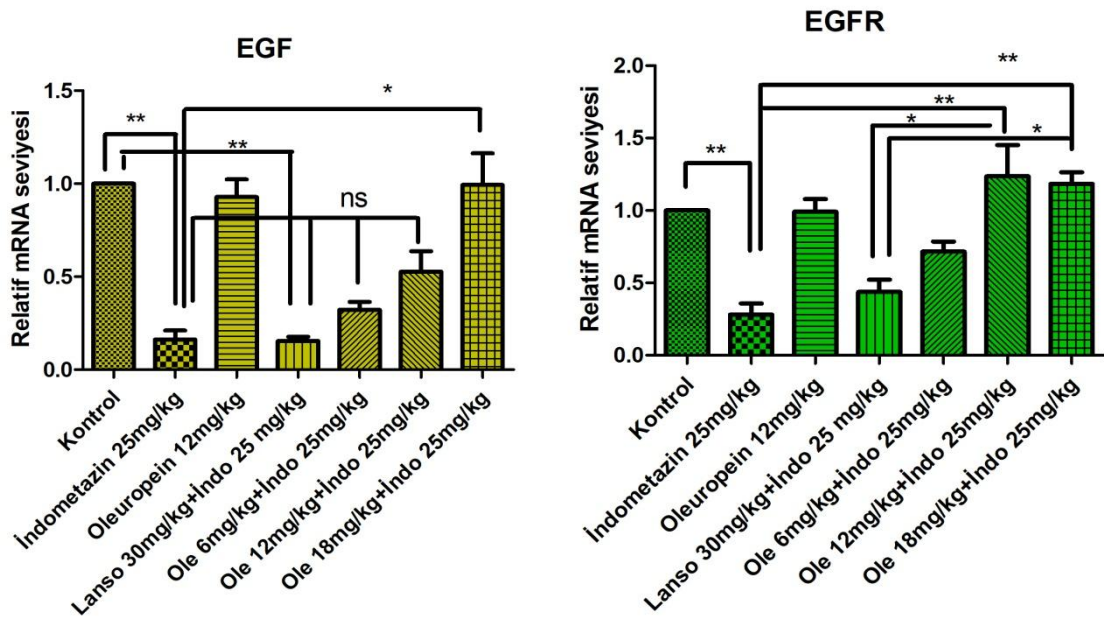 EGF
Relatif mRNA seviyesi
1.5
1.0
0.5
0.0
**
**
*
ns
Kontrol
İndometazin 25mg/kg
Oleuropein 12mg/kg
Lanso 30mg/kg+İndo 25 mg/kg
Ole 6mg/kg+İndo 25mg/kg
Ole 12mg/kg+İndo 25mg/kg
Ole 18mg/kg+İndo 25mg/kg
EGFR
Relatif mRNA seviyesi
2.0
1.5
1.0
0.5
0.0
**
**
**
*
*
Kontrol
İndometazin 25mg/kg
Oleuropein 12mg/kg
Lanso 30mg/kg+İndo 25 mg/kg
Ole 6mg/kg+İndo 25mg/kg
Ole 12mg/kg+İndo 25mg/kg
Ole 18mg/kg+İndo 25mg/kg